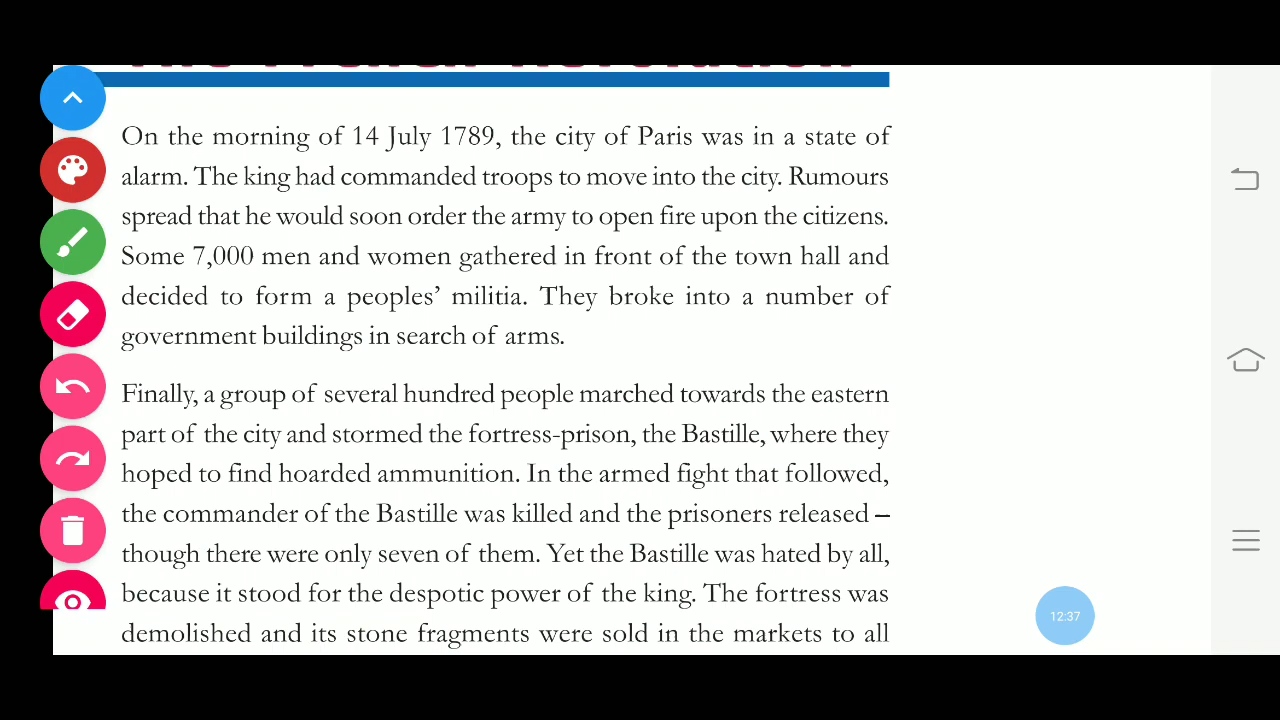 The French Revolution
On the morning of 14 July 1789, the city of Paris was in a state of
alarm. The king had commanded troops to move into the city. Rumours
spread that he would soon order the army to open fire upon the citizens.
Some 7,000 men and women gathered in front of the town hall and
decided to form a peoples’ militia. They broke into a number of
government buildings in search of arms.
Finally, a group of several hundred people marched towards the eastern
part of the city and stormed the fortress-prison, the Bastille, where they
hoped to find hoarded ammunition. In the armed fight that followed,
the commander of the Bastille was killed and the prisoners released –
though there were only seven of them. Yet the Bastille was hated by all,
because it stood for the despotic power of the king. The fortress was
demolished and its stone fragments were sold in the markets to all
12:37